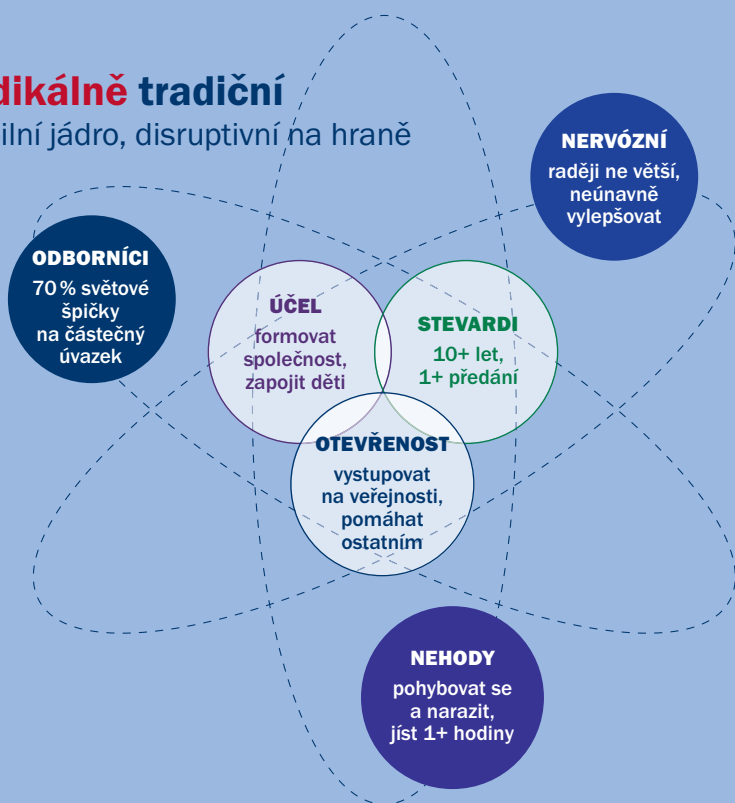 dikálně tradiční
ilní jádro, disruptivní na hraně
NERVÓZNÍ
raději ne větší,
neúnavně
vylepšovat
ODBORNÍCI
70 % světové
špičky
na částečný
úvazek
ÚČEL
formovat
společnost,
zapojit děti
STEVARDI
10+ let,
1+ předání
OTEVŘENOST
vystupovat
na veřejnosti,
pomáhat
ostatním
NEHODY
pohybovat se
a narazit,
jíst 1+ hodiny